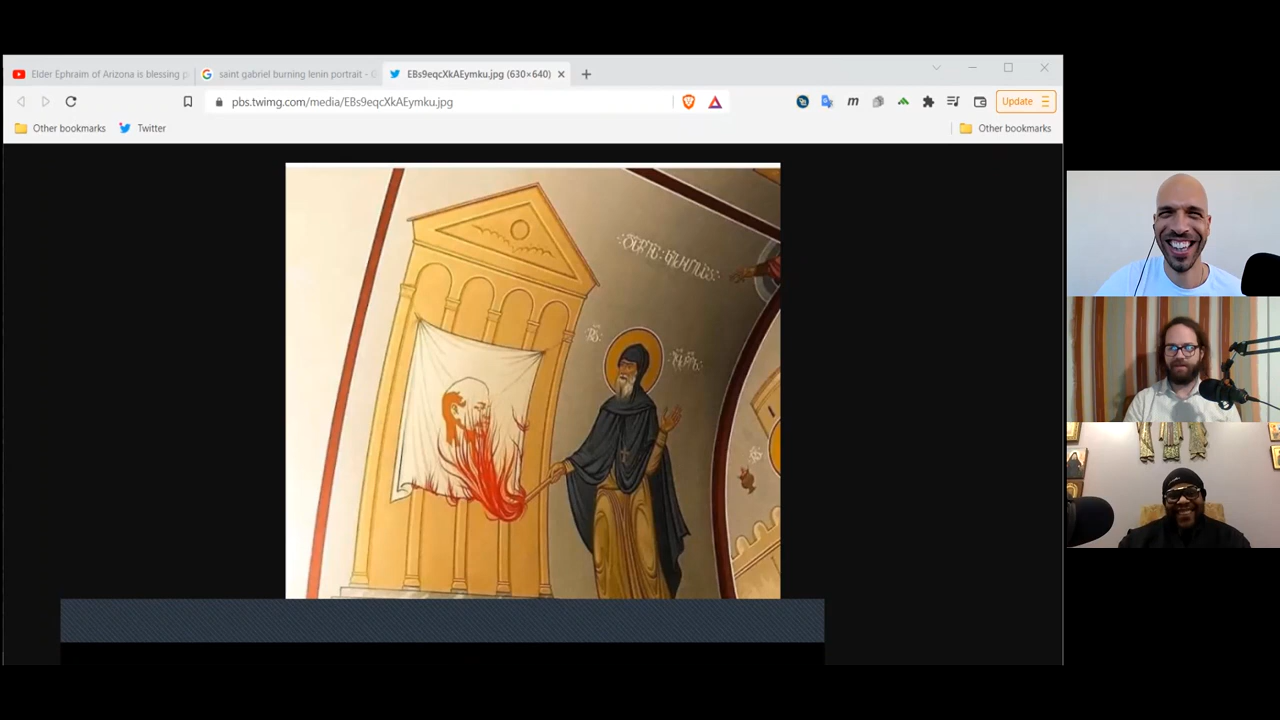 Elder Ephraim of Arizona is blessing p
saint gabriel burning lenin portrait - G
EBs9eqcXkAEymku.jpg (630×640)
pbs.twimg.com/media/EBs9eqcXkAEymku.jpg
Update
Other bookmarks
Twitter
Other bookmarks